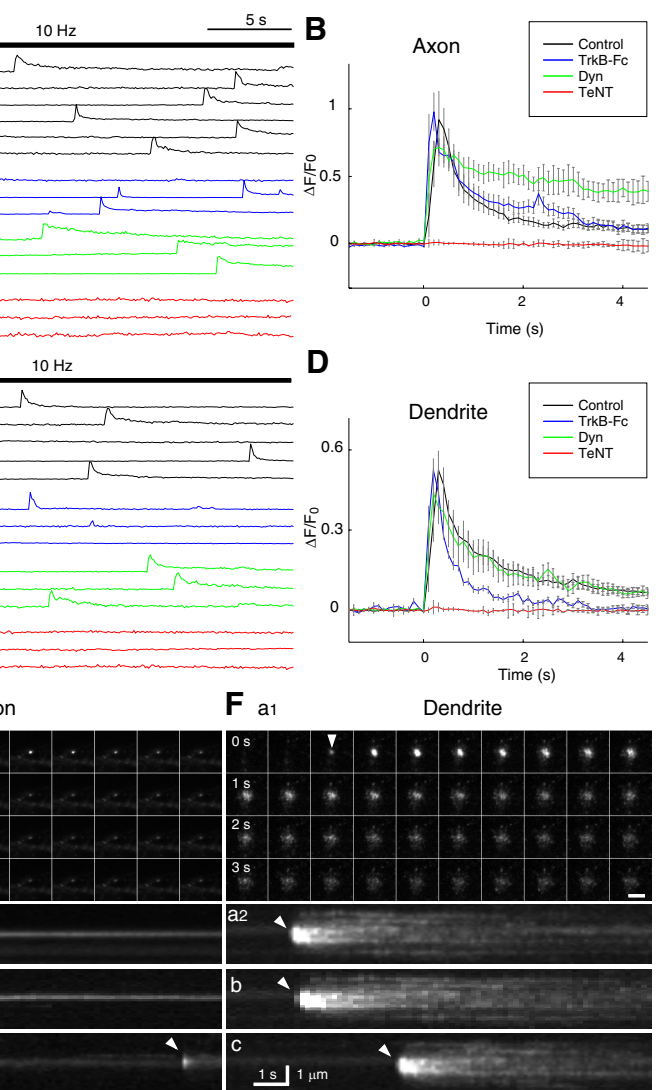 5 s
10 Hz
B
Axon
Control
TrkB-Fc
Dyn
TeNT
1
0.5
0
ΔF/F0
0
2
4
Time (s)
10 Hz
D
Dendrite
Control
TrkB-Fc
Dyn
TeNT
0.6
0.3
0
ΔF/F0
0
2
4
Time (s)
on
F
a1
Dendrite
0 s
1 s
2 s
3 s
a2
b
c
1 s
1 μm